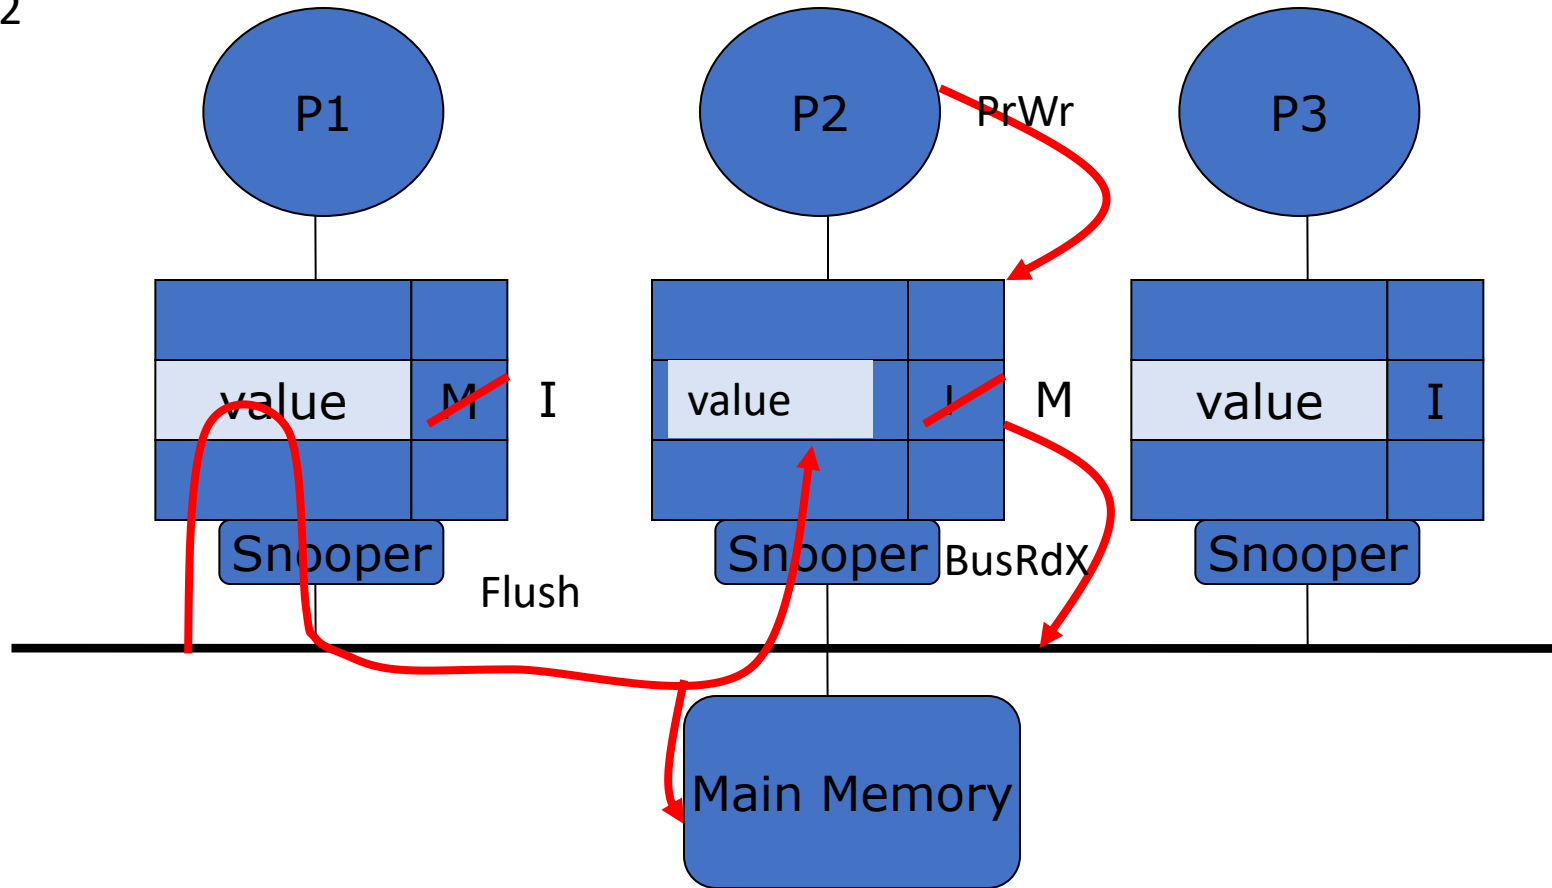 2
P1
P2
PrWr
P3
value
M
I
value
I
M
value
I
Snooper
Flush
Snooper
BusRdX
Snooper
Main Memory